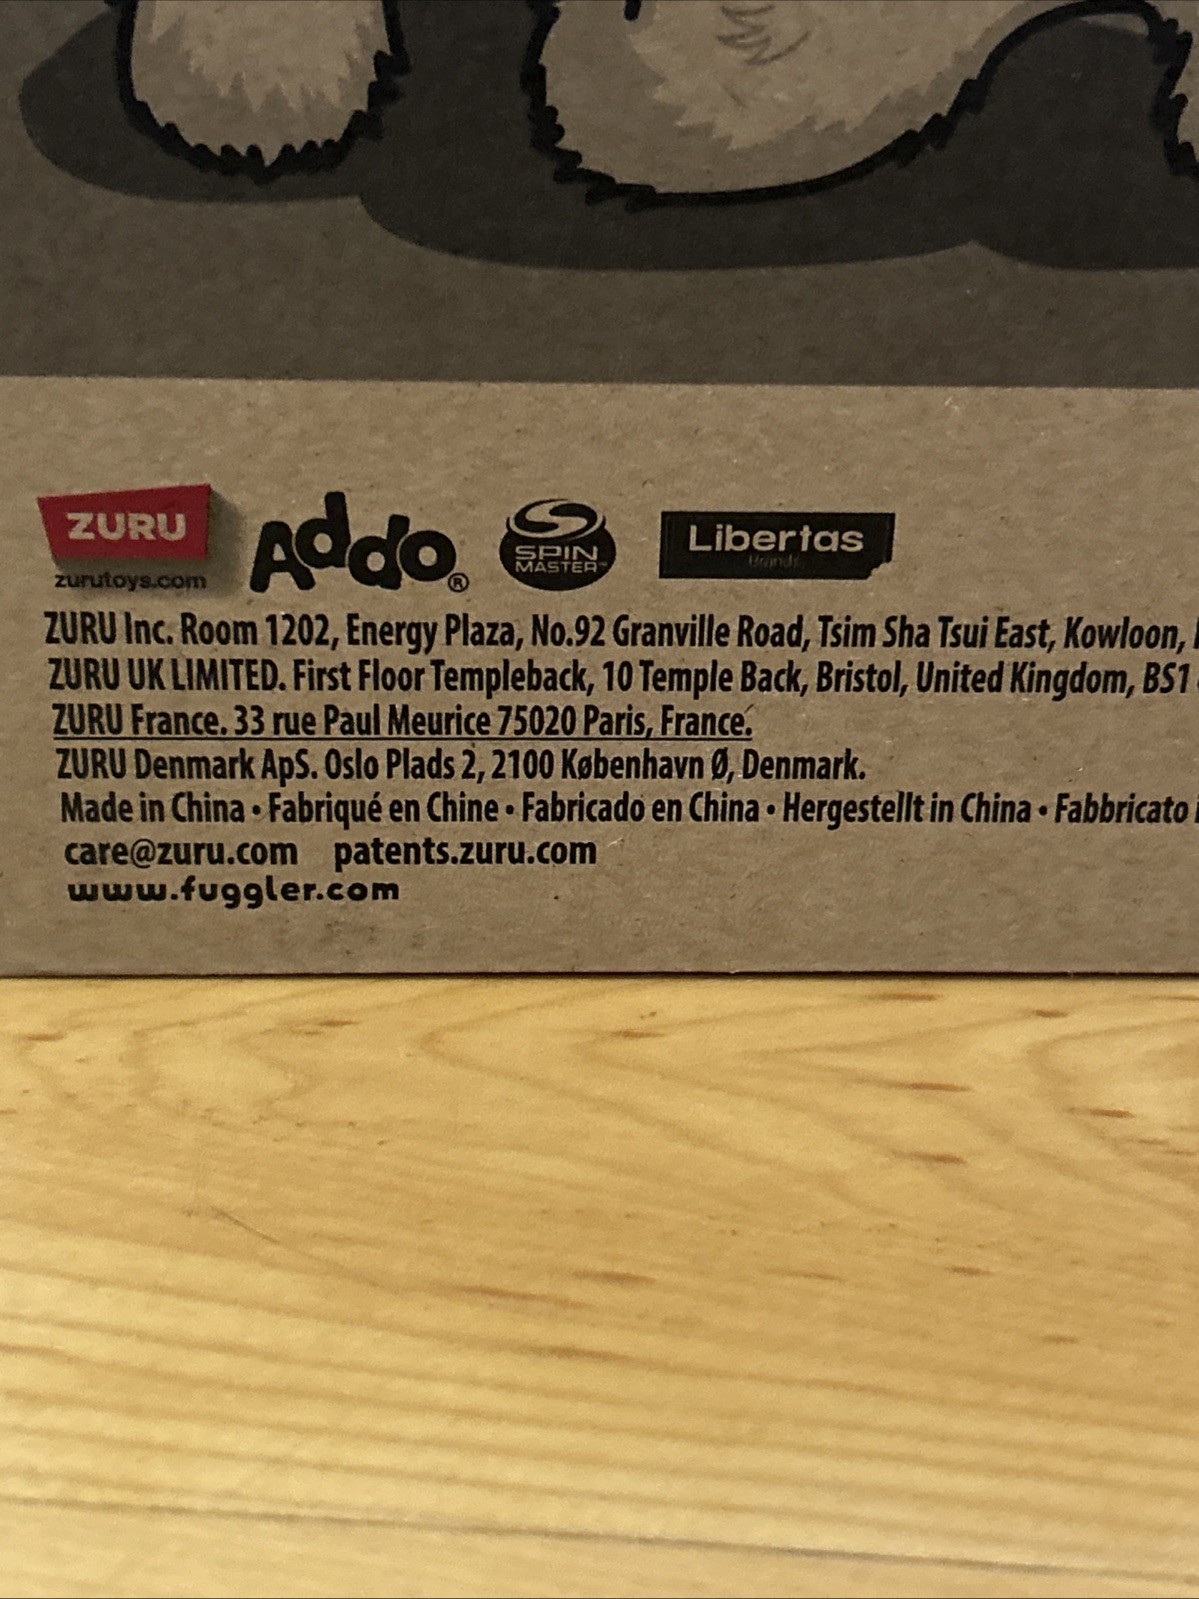 ZURU
zurutoys.com
Addo®
SPIN
MASTER™
Libertas
Brands
ZURU Inc. Room 1202, Energy Plaza, No.92 Granville Road, Tsim Sha Tsui East, Kowloon,
ZURU UK LIMITED. First Floor Templeback, 10 Temple Back, Bristol, United Kingdom, BS1
ZURU France. 33 rue Paul Meurice 75020 Paris, France.
ZURU Denmark ApS. Oslo Plads 2, 2100 København Ø, Denmark.
Made in China • Fabriqué en Chine • Fabricado en China • Hergestellt in China • Fabbricato
care@zuru.com patents.zuru.com
www.fuggler.com